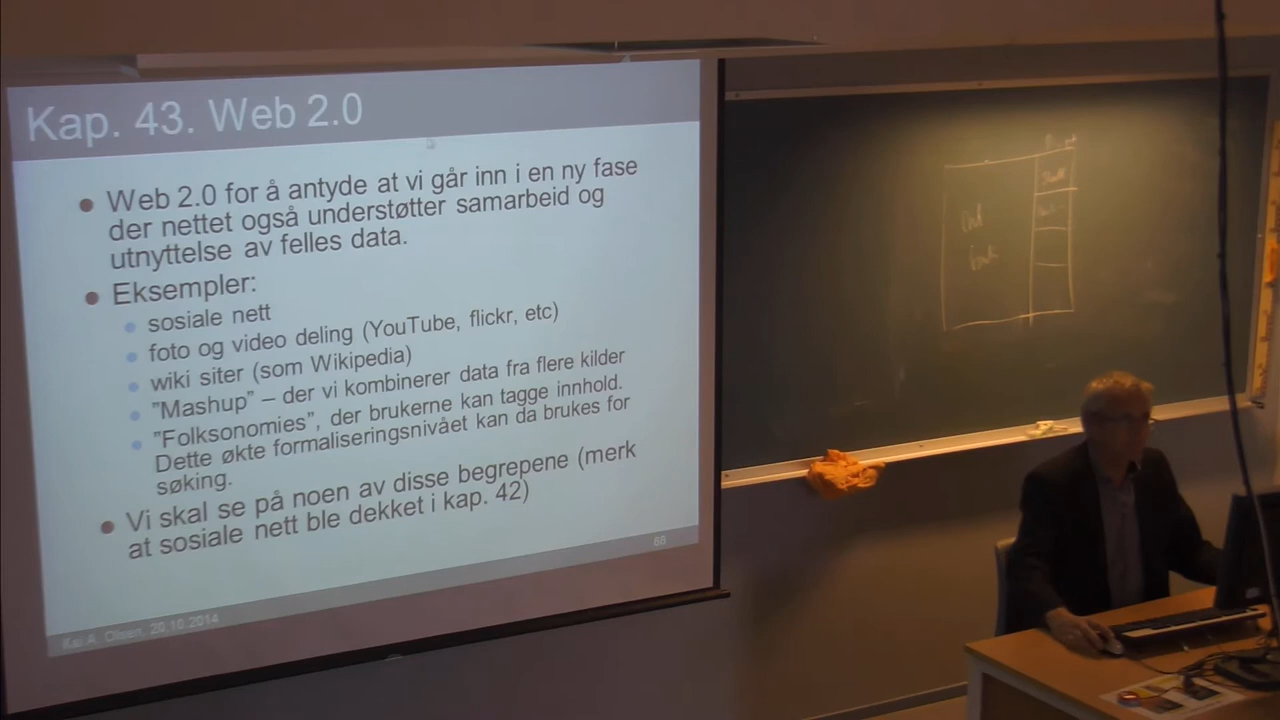 Kap. 43. Web 2.0
Web 2.0 for å antyde at vi går inn i en ny fase
der nettet også understøtter samarbeid og
utnyttelse av felles data.
Eksempler:
sosiale nett
foto og video deling (YouTube, flickr, etc)
wiki siter (som Wikipedia)
"Mashup" – der vi kombinerer data fra flere kilder
"Folksonomies", der brukerne kan tagge innhold.
Dette økte formaliseringsnivået kan da brukes for
søking.
Vi skal se på noen av disse begrepene (merk
at sosiale nett ble dekket i kap. 42)
Kai A. Olsen, 20.10.2014